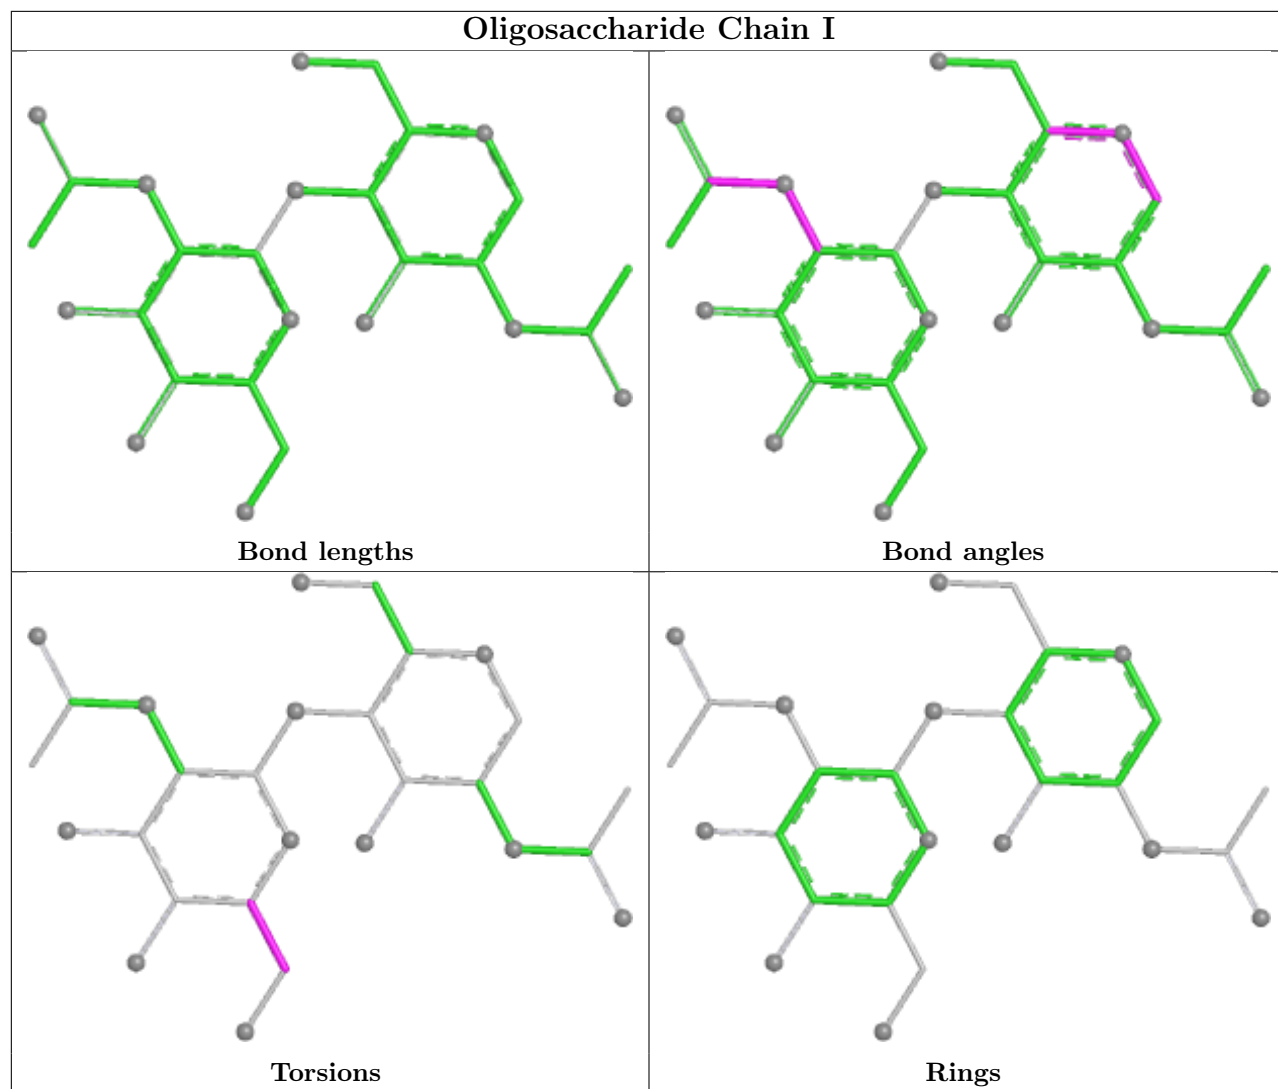 Oligosaccharide Chain I
Bond lengths
Bond angles
Torsions
Rings